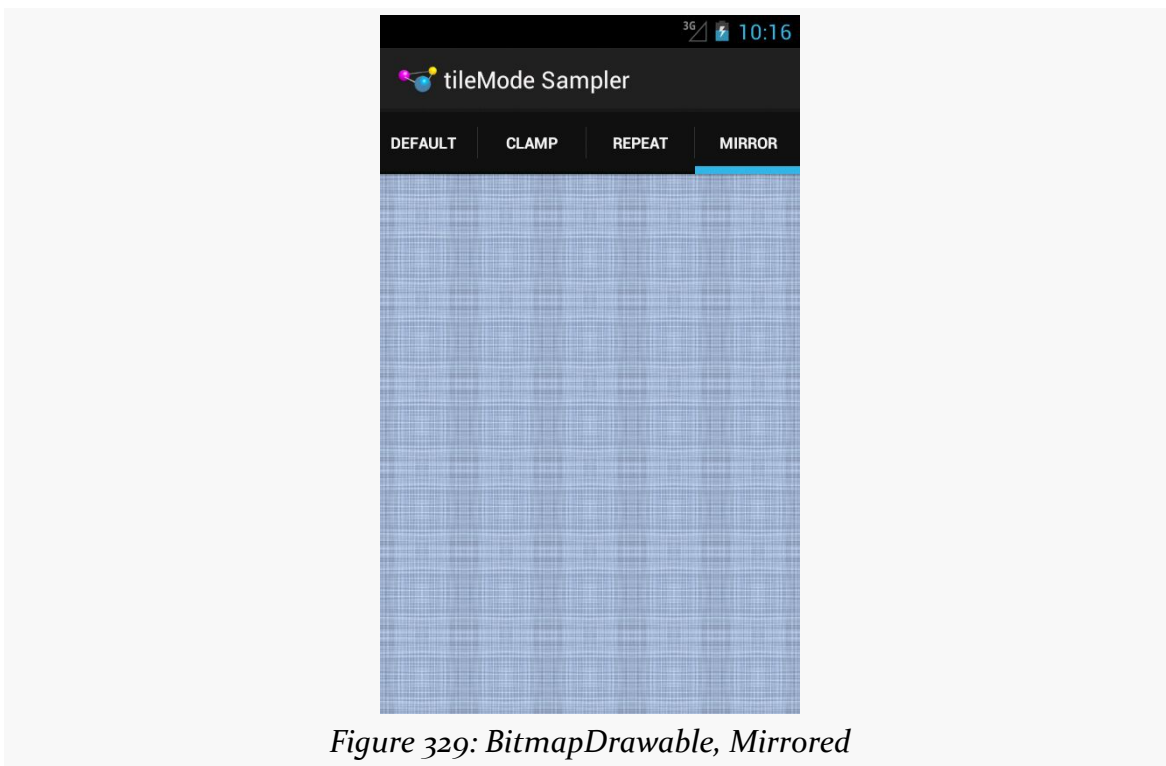 3G 10:16
tileMode Sampler
DEFAULT CLAMP REPEAT MIRROR
Figure 329: BitmapDrawable, Mirrored